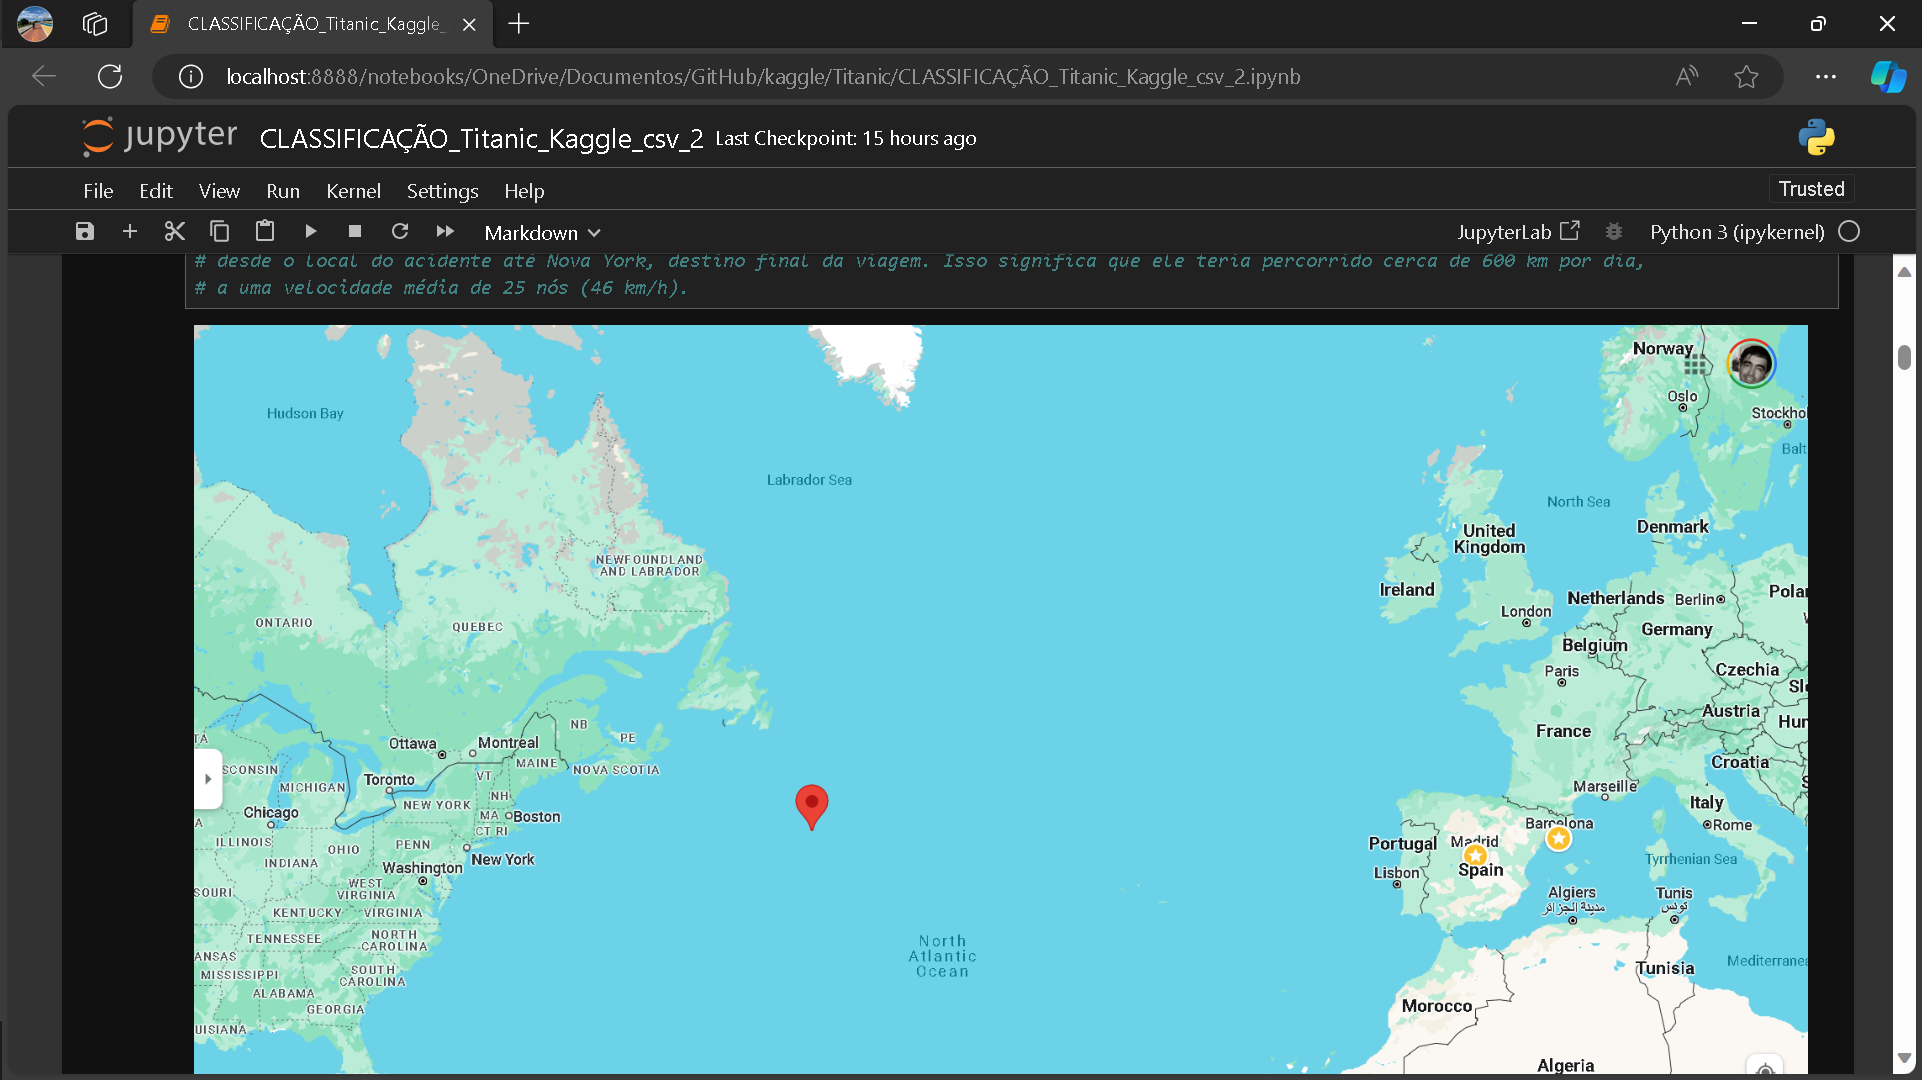 CLASSIFICAÇÃO_Titanic_Kaggle_
localhost:8888/notebooks/OneDrive/Documentos/GitHub/kaggle/Titanic/CLASSIFICAÇÃO_Titanic_Kaggle_csv_2.ipynb
jupyter CLASSIFICAÇÃO_Titanic_Kaggle_csv_2 Last Checkpoint: 15 hours ago
File Edit View Run Kernel Settings Help Trusted
Markdown JupyterLab Python 3 (ipykernel)
# desde o local do acidente até Nova York, destino final da viagem. Isso significa que ele teria percorrido cerca de 600 km por dia,
# a uma velocidade média de 25 nós (46 km/h).
Norway
Oslo
Hudson Bay
Stockhol
Balt
Labrador Sea
North Sea
Denmark
United
Kingdom
NEWFOUNDLAND
AND LABRADOR
Ireland
Netherlands
Berlin
Polan
London
ONTARIO
QUEBEC
Germany
Belgium
Paris
Czechia
Slo
Austria
Hun
NB
France
PE
Ottawa
Montreal
TÁ
MAINE
NOVA SCOTIA
SCONSIN
Croatia
VT
Toronto
MICHIGAN
Marseille
NH
NEW YORK
Italy
Chicago
MA
Boston
A
Barcelona
Rome
CT RI
ILLINOIS
OHIO
PENN
Portugal
Madrid
INDIANA
New York
Washington
Tyrrhenian Sea
Spain
Lisbon
SOURI
WEST
VIRGINIA
Algiers
مدينة الجزائر
Tunis
تونس
KENTUCKY
VIRGINIA
TENNESSEE
NORTH
CAROLINA
North
Atlantic
Ocean
ANSAS
Mediterranea
MISSISSIPPI
SOUTH
CAROLINA
Tunisia
ALABAMA
GEORGIA
Morocco
UISIANA
Algeria